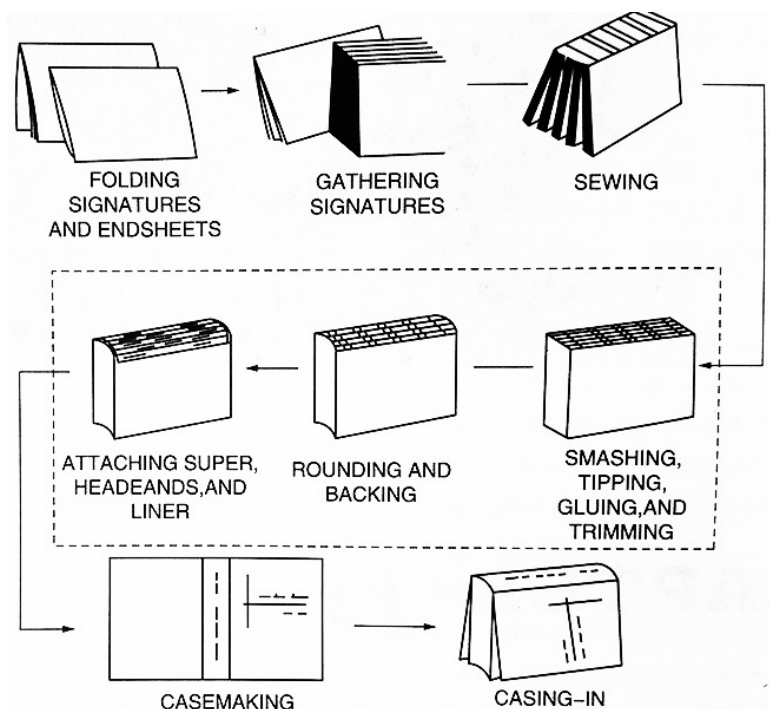 FOLDING
SIGNATURES
AND ENDSHEETS
GATHERING
SIGNATURES
SEWING
ATTACHING SUPER,
HEADEANDS,AND
LINER
ROUNDING AND
BACKING
SMASHING,
TIPPING,
GLUING,AND
TRIMMING
CASEMAKING
CASING-IN